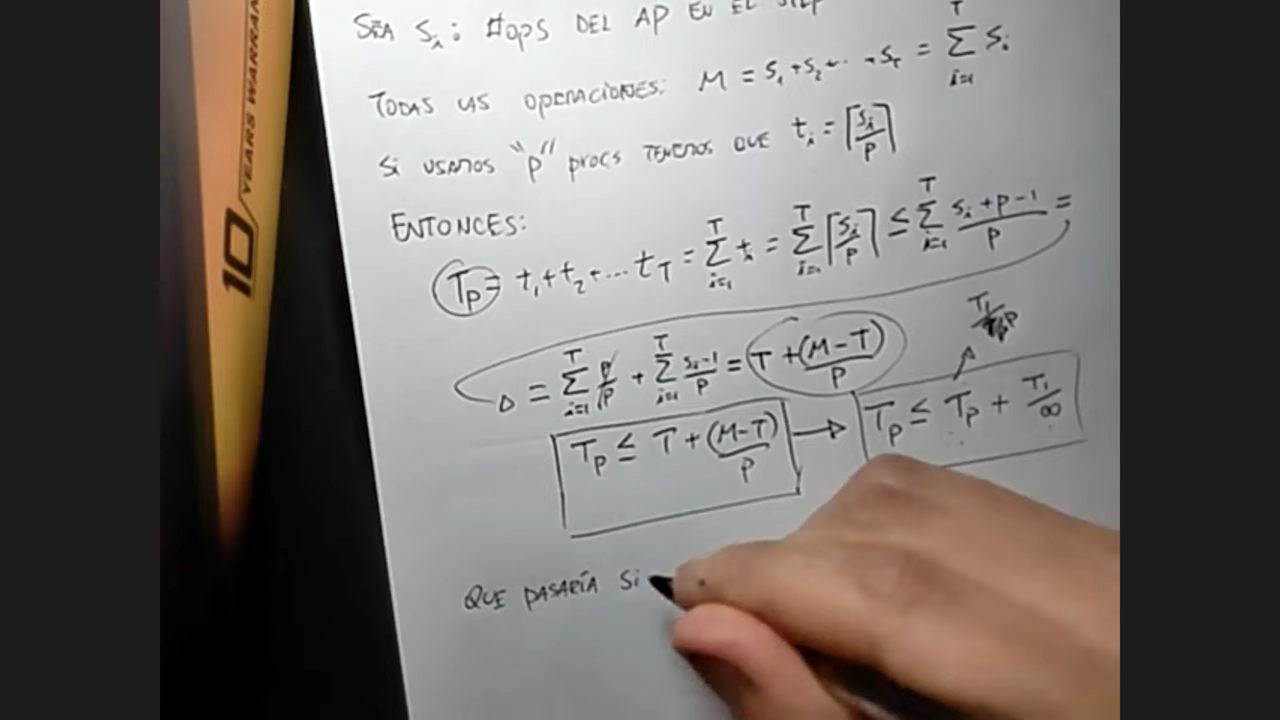 SEA Sᵢ: #OPS DEL AP EN EL STEP
TODAS LAS OPERACIONES: M = S₁ + S₂ + ... + S_T = Σ_{i=1}^{T} Sᵢ
Si USAMOS "P" PROCS TENEMOS QUE tᵢ = ⌈Sᵢ/P⌉
ENTONCES:
T_P = t₁ + t₂ + ... t_T = Σ_{i=1}^{T} tᵢ = Σ_{i=1}^{T} ⌈Sᵢ/P⌉ ≤ Σ_{i=1}^{T} (Sᵢ + P - 1)/P =
= Σ_{i=1}^{T} P/P + Σ_{i=1}^{T} (Sᵢ - 1)/P = T + (M - T)/P
T_P ≤ T + (M - T)/P → T_P ≤ T_P + T₁/∞
QUE PASARÍA Si
10 YEARS WARRAN